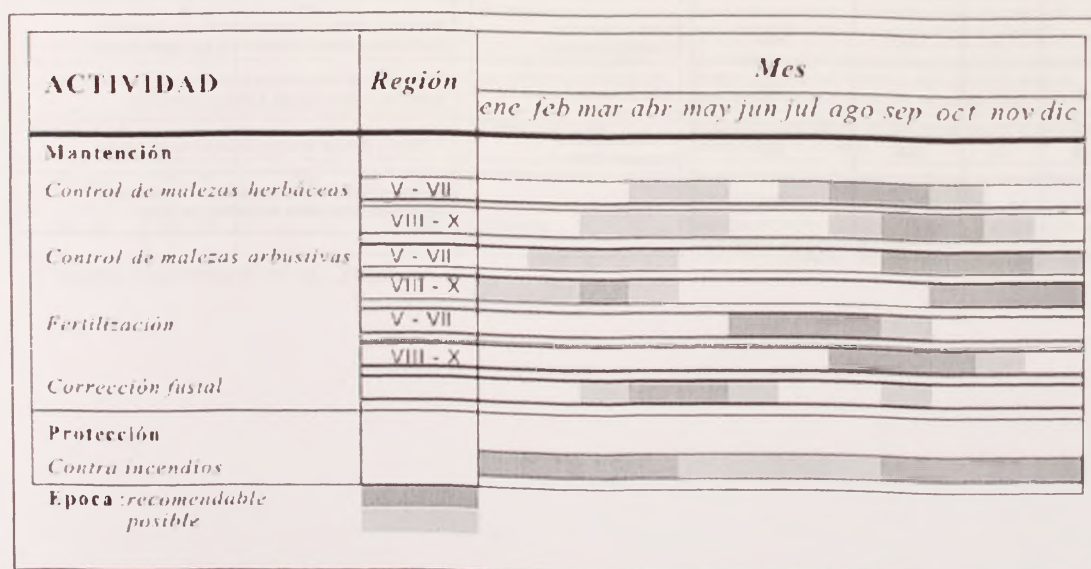 ACTIVIDAD Región Mes
ene feb mar abr may jun jul ago sep oct nov dic
Mantención
Control de malezas herbáceas V - VII
VIII - X
Control de malezas arbustivas V - VII
VIII - X
Fertilización V - VII
VIII - X
Corrección fustal
Protección
Contra incendios
Epoca :recomendable
posible